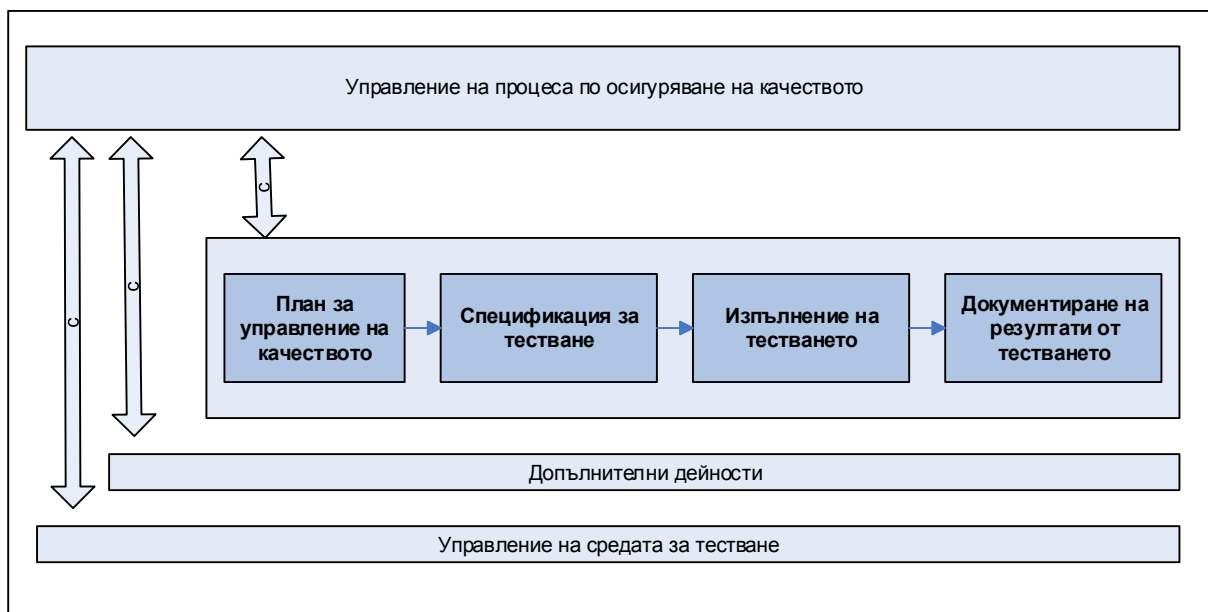 Управление на процеса по осигуряване на качеството
с
с
с
План за
управление на
качеството
Спецификация за
тестване
Изпълнение на
тестването
Документиране на
резултати от
тестването
Допълнителни дейности
Управление на средата за тестване